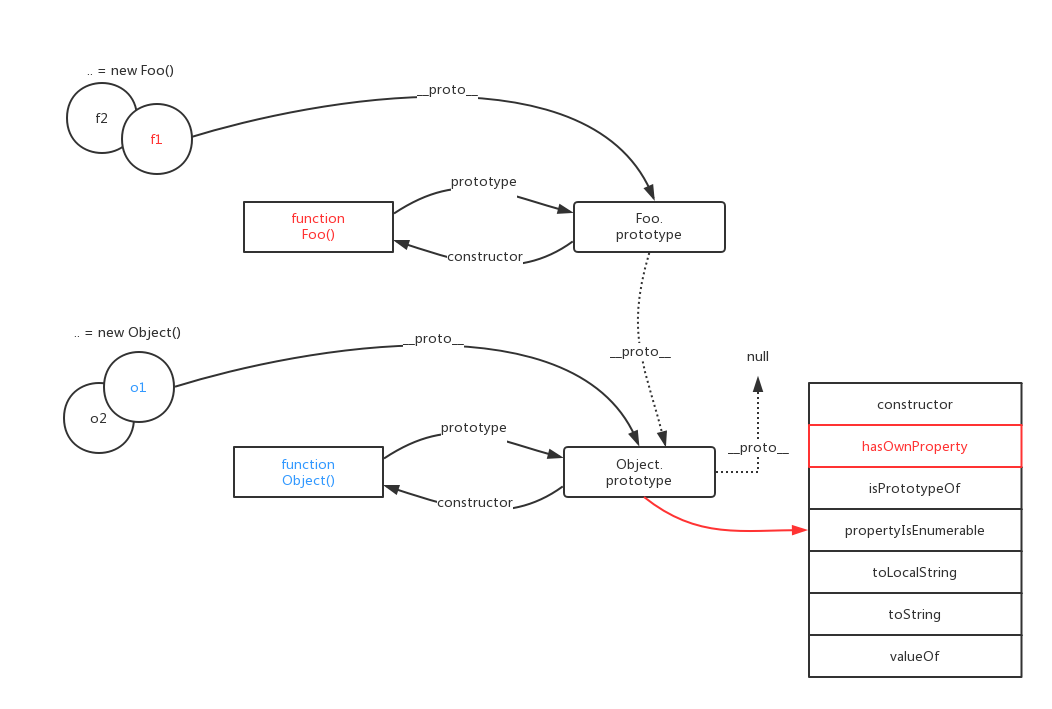 .. = new Foo()
f2
f1
__proto__
prototype
function
Foo()
Foo.
prototype
constructor
.. = new Object()
o1
o2
__proto__
__proto__
null
prototype
function
Object()
Object.
prototype
constructor
__proto__
constructor
hasOwnProperty
isPrototypeOf
propertyIsEnumerable
toLocalString
toString
valueOf